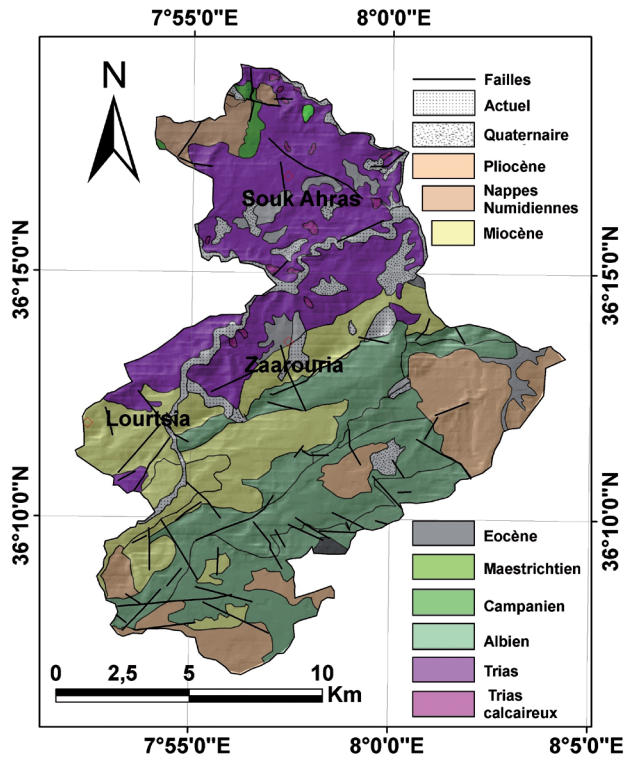 7°55'0"E
8°0'0"E
N
Failles
Actuel
Quaternaire
Pliocène
Nappes
Numidiennes
Miocène
36°15'0"N
36°15'0"N
Souk Ahras
Zaarouria
Lourtsia
36°10'0"N
36°10'0"N
Eocène
Maestrichtien
Campanien
Albien
Trias
Trias
calcaireux
0 2,5 5 10
Km
7°55'0"E
8°0'0"E
8°5'0"E